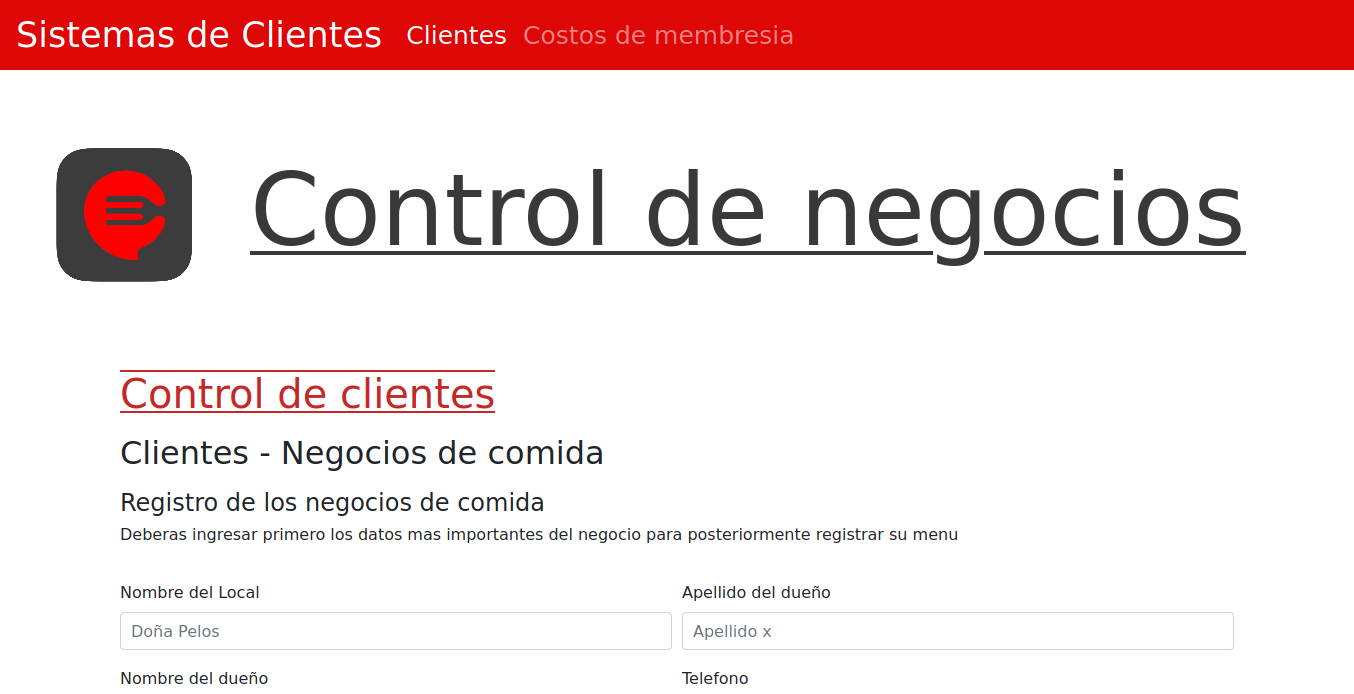 Sistemas de Clientes Clientes Costos de membresia
Control de negocios
Control de clientes
Clientes - Negocios de comida
Registro de los negocios de comida
Deberas ingresar primero los datos mas importantes del negocio para posteriormente registrar su menu
Nombre del Local Apellido del dueño
Doña Pelos Apellido x
Nombre del dueño Telefono